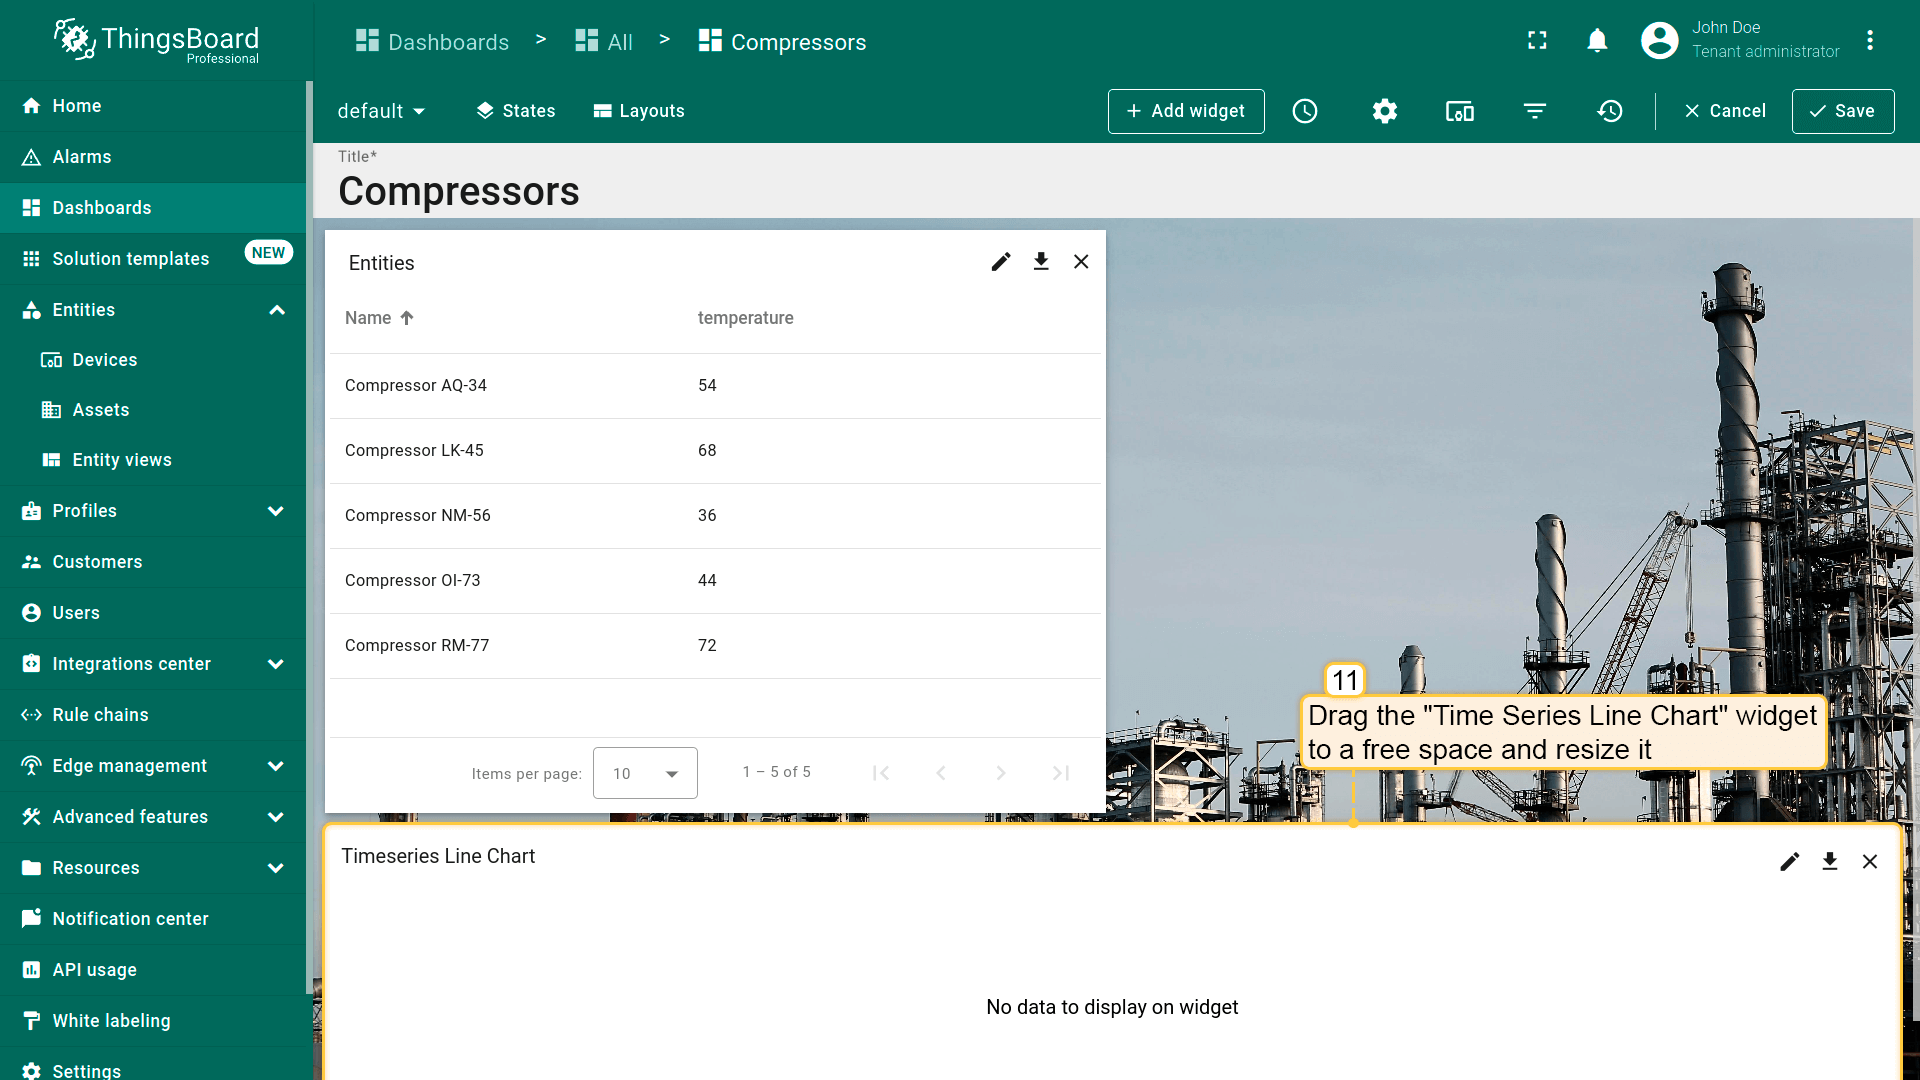 ThingsBoard
Professional
Dashboards > All > Compressors
John Doe
Tenant administrator
default
States
Layouts
+ Add widget
Cancel
Save
Home
Alarms
Dashboards
Solution templates
NEW
Entities
Devices
Assets
Entity views
Profiles
Customers
Users
Integrations center
Rule chains
Edge management
Advanced features
Resources
Notification center
API usage
White labeling
Settings
Title*
Compressors
Entities
Name temperature
Compressor AQ-34 54
Compressor LK-45 68
Compressor NM-56 36
Compressor OI-73 44
Compressor RM-77 72
Items per page: 10 1 – 5 of 5
11
Drag the "Time Series Line Chart" widget
to a free space and resize it
Timeseries Line Chart
No data to display on widget